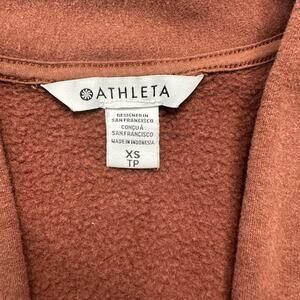 ATHLETA
DESIGNED IN
SAN FRANCISCO
CONÇU À
SAN FRANCISCO
MADE IN INDONESIA
XS
TP